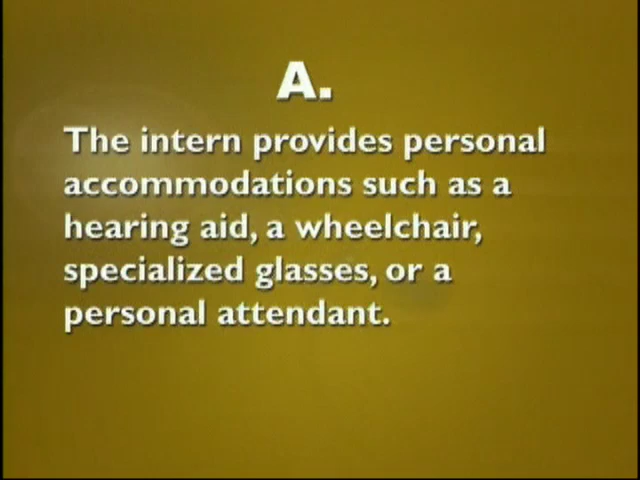 A.
The intern provides personal
accommodations such as a
hearing aid, a wheelchair,
specialized glasses, or a
personal attendant.